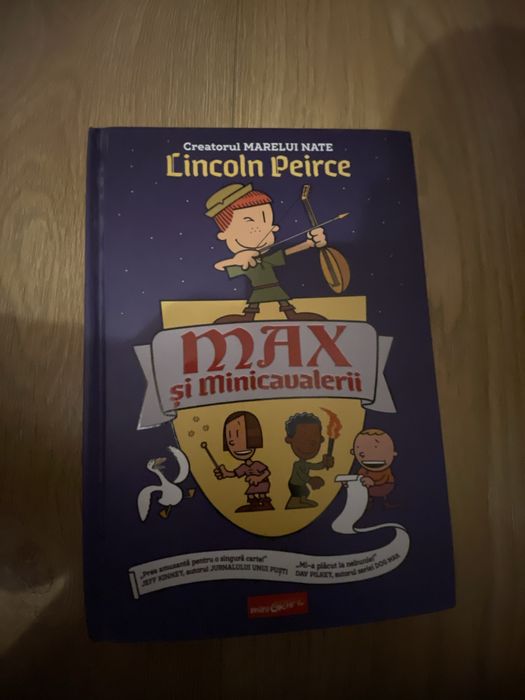 Creatorul MARELUI NATE
Lincoln Peirce
MAX
și Minicavalerii
„Prea amuzantă pentru o singură carte!”
JEFF KINNEY, autorul JURNALULUI UNUI PUȘTI
„Mi-a plăcut la nebunie!”
DAV PILKEY, autorul seriei DOG MAN